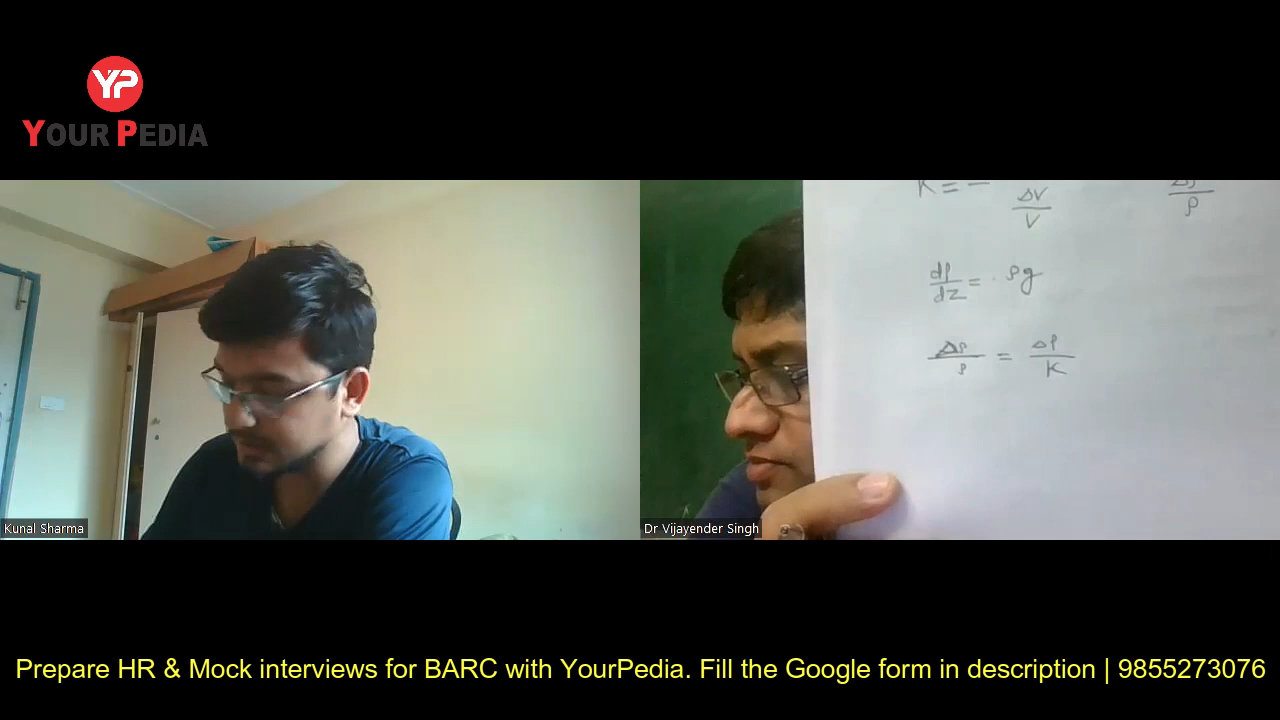 YP
YOUR PEDIA
K = −
ΔV
V
ρ
dP
dz
= ρg
Δρ
ρ
=
ΔP
K
Kunal Sharma
Dr Vijayender Singh
Prepare HR & Mock interviews for BARC with YourPedia. Fill the Google form in description | 9855273076